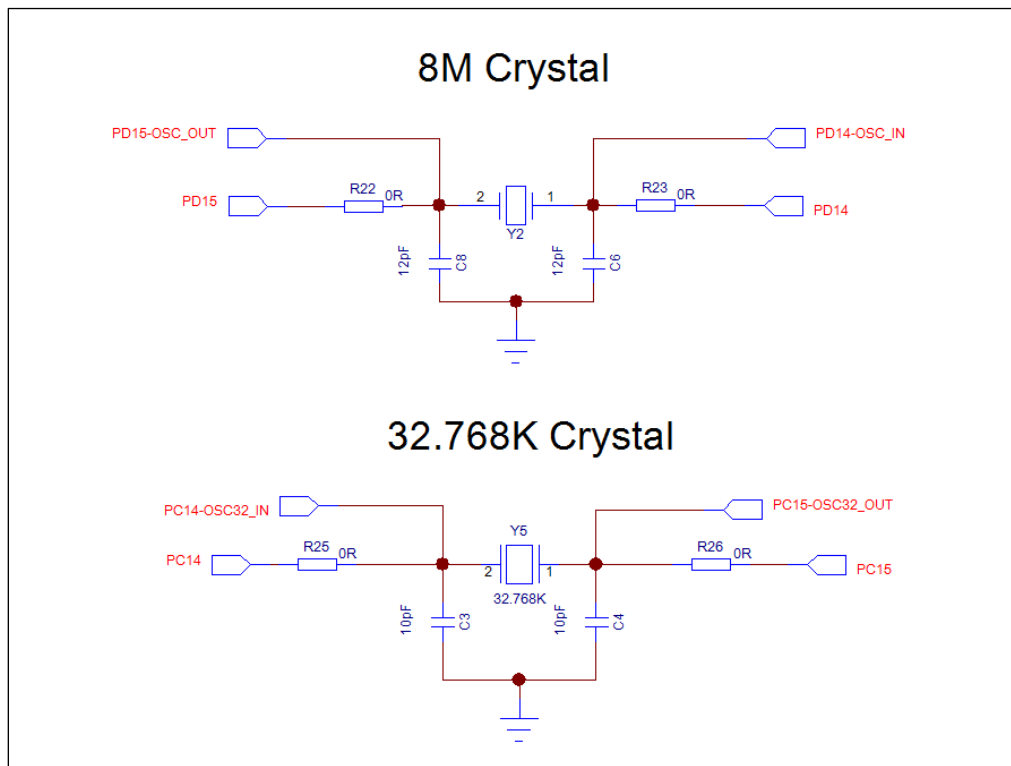 8M Crystal
PD15-OSC_OUT
PD14-OSC_IN
R22
0R
R23
0R
PD15
2
1
PD14
Y2
12pF
C8
12pF
C6
32.768K Crystal
PC14-OSC32_IN
PC15-OSC32_OUT
Y5
R25
0R
R26
0R
PC14
2
1
PC15
32.768K
10pF
C3
10pF
C4